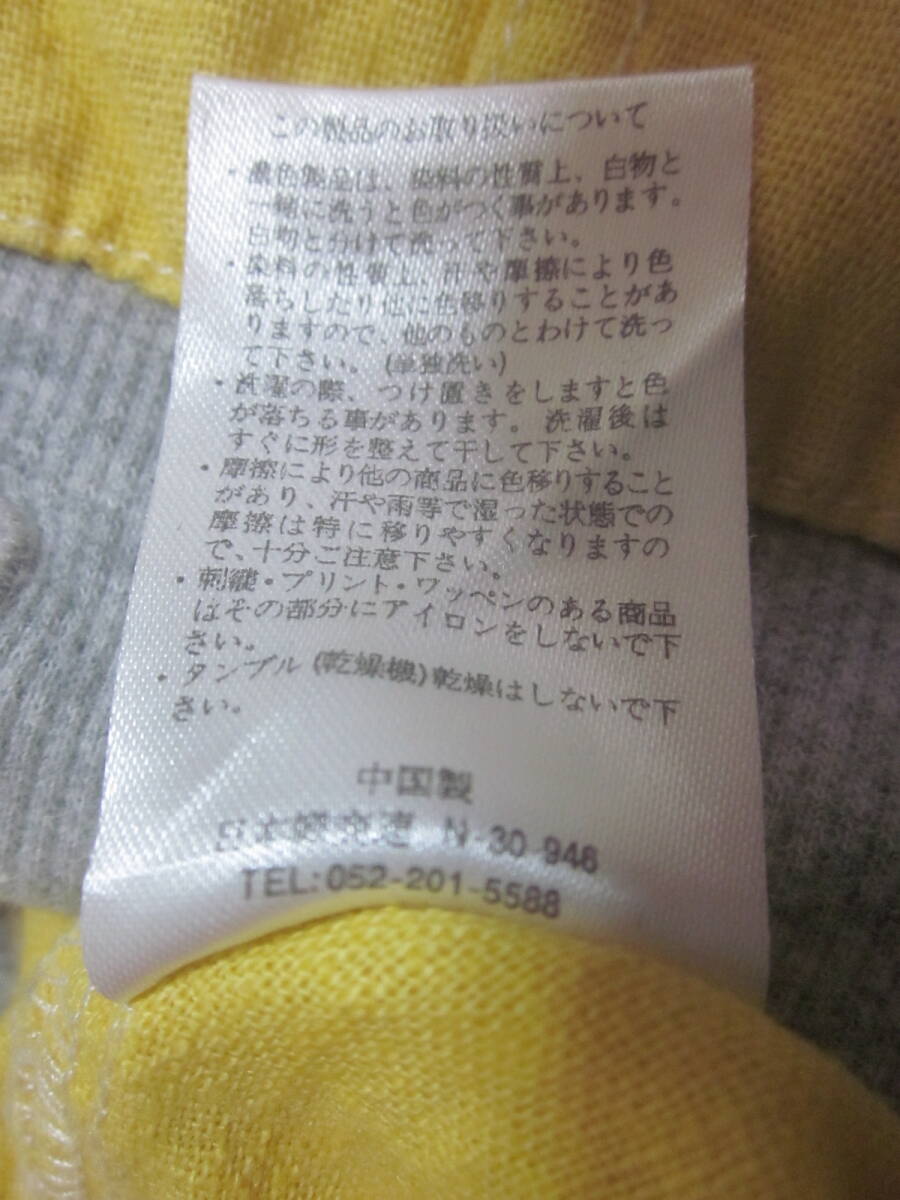 この製品のお取り扱いについて
・濃色製品は、染料の性質上、白物と
一緒に洗うと色がつく事があります。
白物と分けて洗って下さい。
・染料の性質上、汗や摩擦により色
落ちしたり他に色移りすることがあ
りますので、他のものとわけて洗っ
て下さい。(単独洗い)
・洗濯の際、つけ置きをしますと色
が落ちる事があります。洗濯後は
すぐに形を整えて干して下さい。
・摩擦により他の商品に色移りすること
があり、汗や雨等で湿った状態での
摩擦は特に移りやすくなりますの
で、十分ご注意下さい。
・刺繍・プリント・ワッペンのある商品
はその部分にアイロンをしないで下
さい。
・タンブル(乾燥機)乾燥はしないで下
さい。
中国製
N-30 946
TEL:052-201-5588